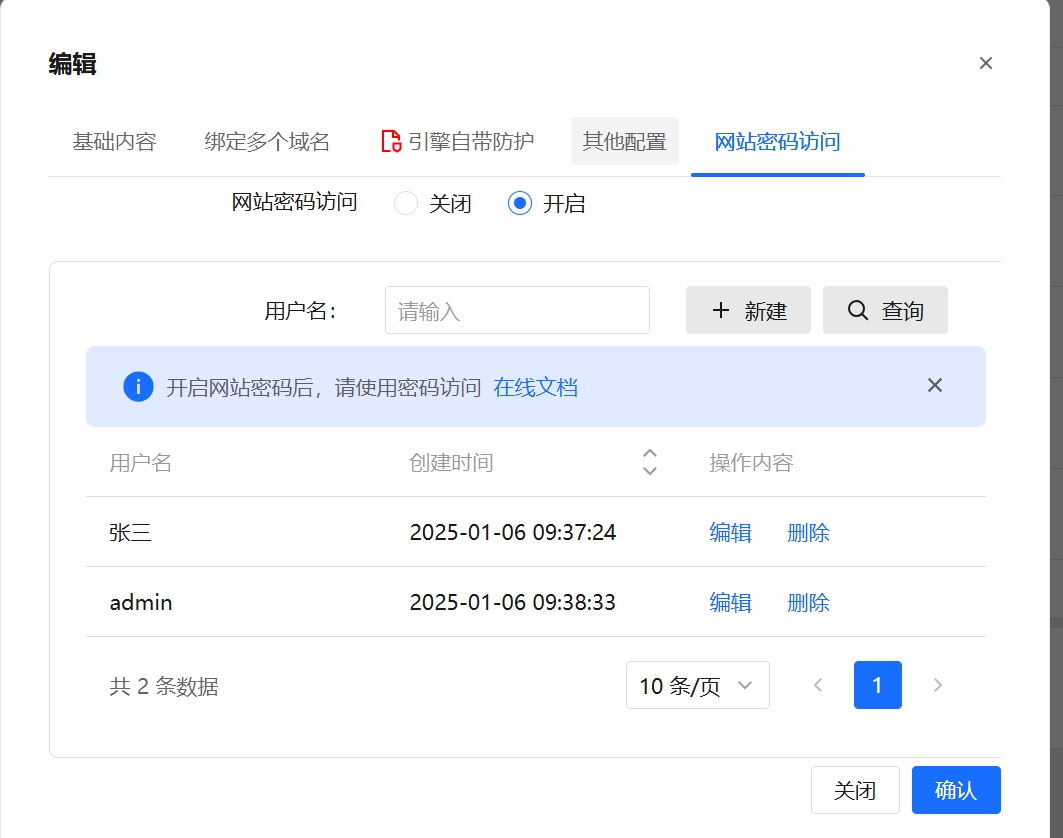 编辑
基础内容 绑定多个域名 引擎自带防护 其他配置 网站密码访问
网站密码访问 关闭 开启
用户名: 请输入 新建 查询
开启网站密码后，请使用密码访问 在线文档
用户名 创建时间 操作内容
张三 2025-01-06 09:37:24 编辑 删除
admin 2025-01-06 09:38:33 编辑 删除
共 2 条数据 10 条/页 1
关闭 确认